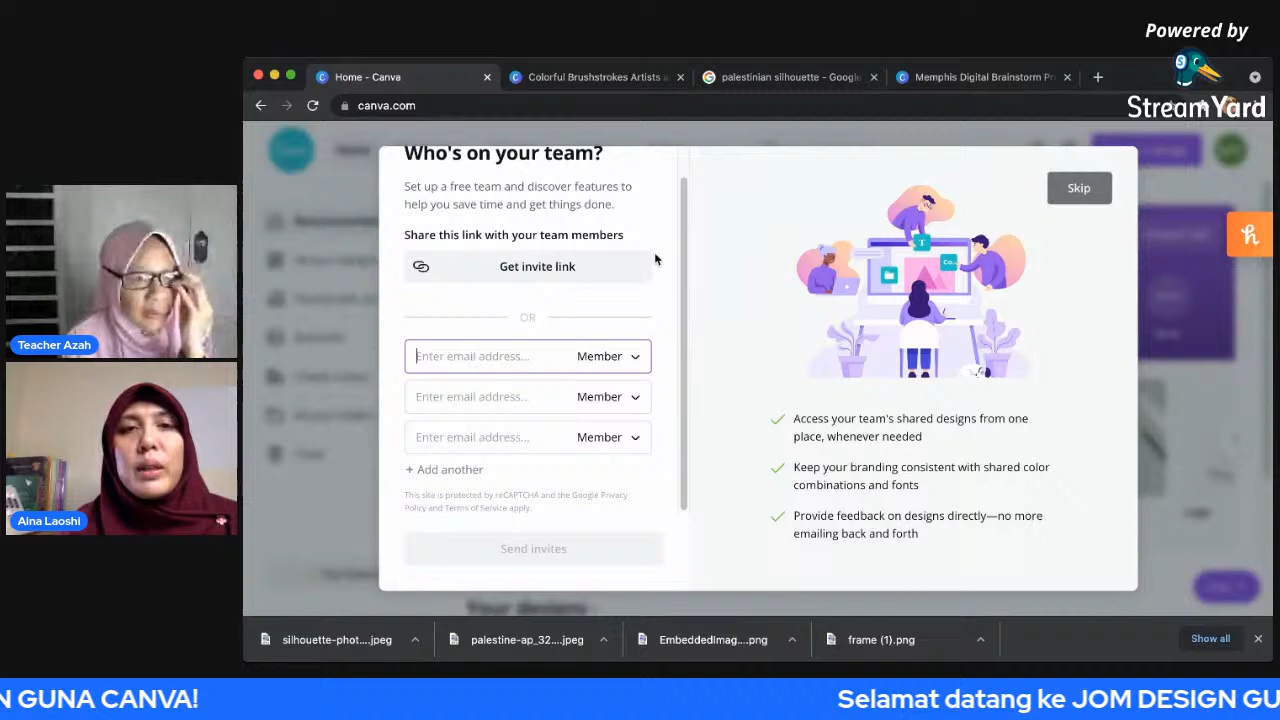 Powered by
StreamYard
Home - Canva
Colorful Brushstrokes Artists a
palestinian silhouette - Google
Memphis Digital Brainstorm Pr
canva.com
Who's on your team?
Set up a free team and discover features to
help you save time and get things done.
Share this link with your team members
Get invite link
OR
Enter email address...
Member
Enter email address...
Member
Enter email address...
Member
+ Add another
This site is protected by reCAPTCHA and the Google Privacy
Policy and Terms of Service apply.
Send invites
Skip
T
Co...
Access your team's shared designs from one
place, whenever needed
Keep your branding consistent with shared color
combinations and fonts
Provide feedback on designs directly—no more
emailing back and forth
Your designs
Teacher Azah
Aina Laoshi
silhouette-phot....jpeg
palestine-ap_32....jpeg
EmbeddedImag....png
frame (1).png
Show all
N GUNA CANVA!
Selamat datang ke JOM DESIGN GU